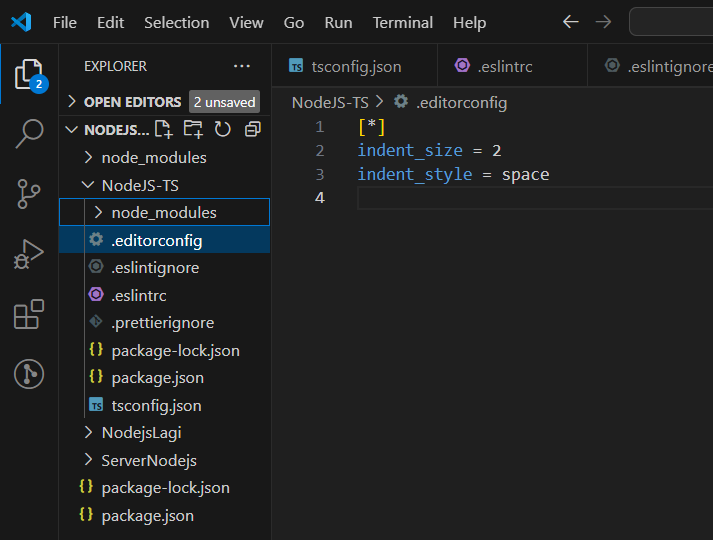 File Edit Selection View Go Run Terminal Help
EXPLORER
OPEN EDITORS 2 unsaved
NODEJS...
node_modules
NodeJS-TS
node_modules
.editorconfig
.eslintignore
.eslintrc
.prettierignore
{} package-lock.json
{} package.json
TS tsconfig.json
NodejsLagi
ServerNodejs
{} package-lock.json
{} package.json
2
TS tsconfig.json .eslintrc .eslintignore
NodeJS-TS > .editorconfig
1 [*]
2 indent_size = 2
3 indent_style = space
4